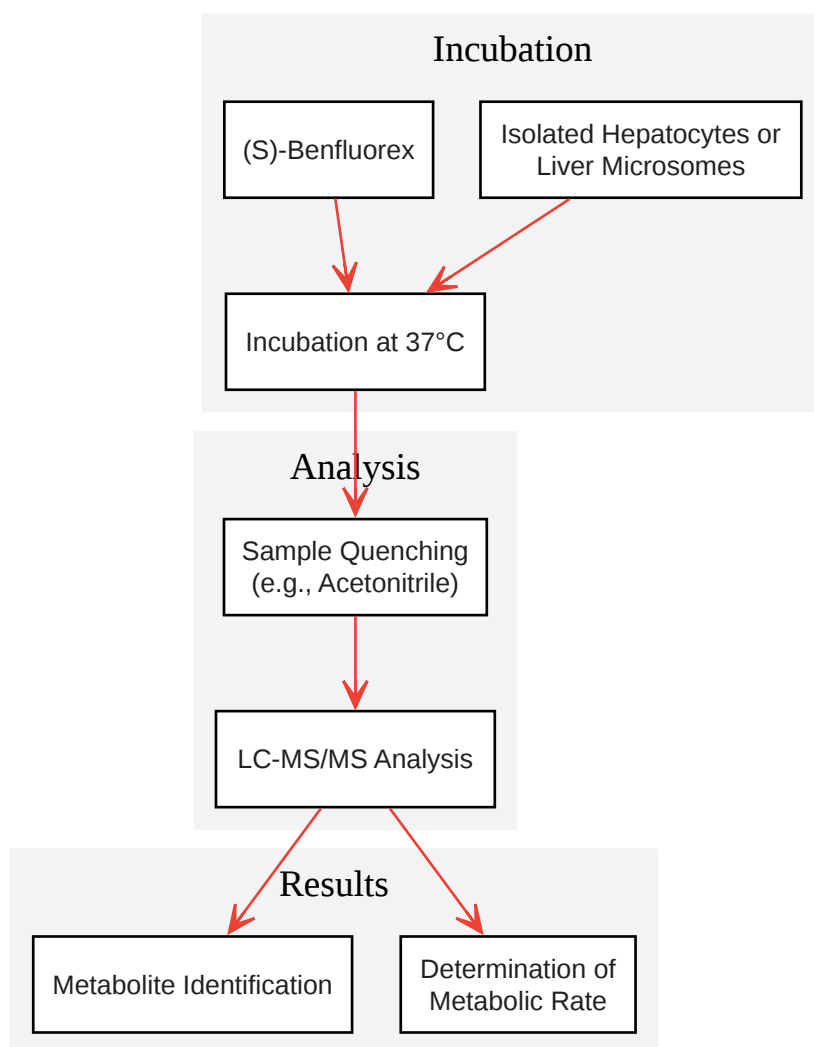 Incubation
(S)-Benfluorex
Isolated Hepatocytes or
Liver Microsomes
Incubation at 37°C
Analysis
Sample Quenching
(e.g., Acetonitrile)
LC-MS/MS Analysis
Results
Metabolite Identification
Determination of
Metabolic Rate